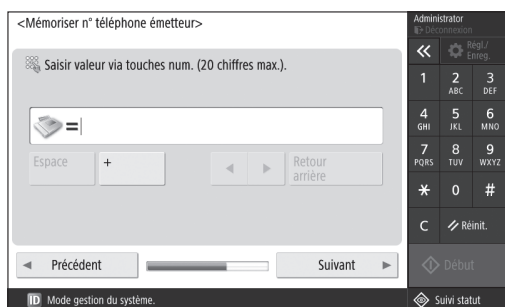 <Mémoriser n° téléphone émetteur>
Saisir valeur via touches num. (20 chiffres max.).
=
Espace
+
Retour
arrière
Précédent
Suivant
ID Mode gestion du système.
Administrator
Déconnexion
Régl./
Enreg.
1 2 3
ABC DEF
4 5 6
GHI JKL MNO
7 8 9
PQRS TUV WXYZ
* 0 #
C Réinit.
Début
Suivi statut